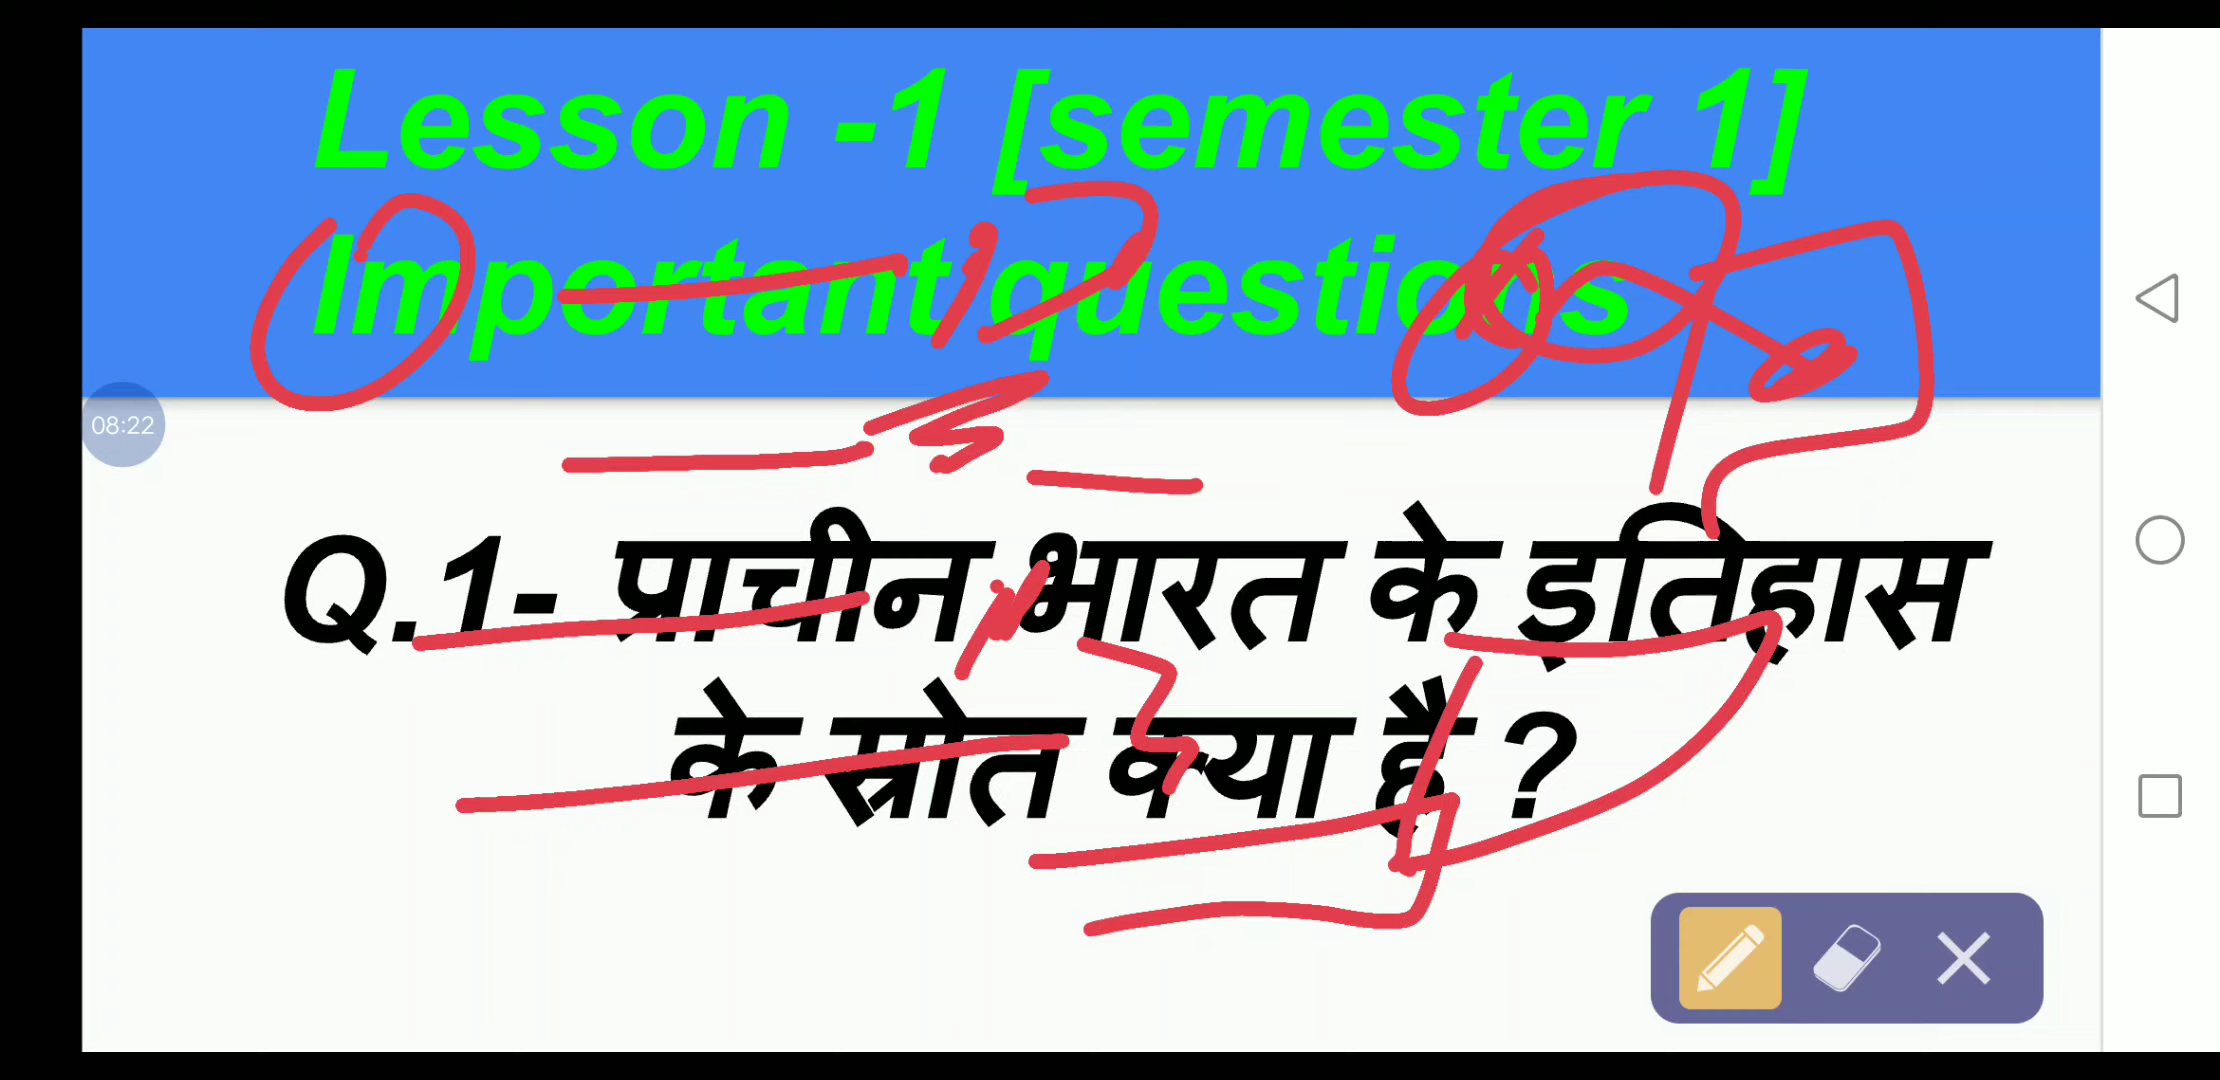 Lesson -1 [semester 1]
Important questions
08:22
Q.1- प्राचीन भारत के इतिहास
के स्रोत क्या है ?